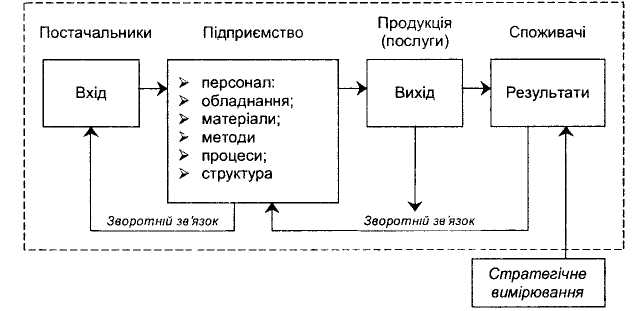 Постачальники
Підприємство
Продукція
(послуги)
Споживачі
Вхід
персонал:
обладнання;
матеріали;
методи
процеси;
структура
Вихід
Результати
Зворотній зв'язок
Зворотній зв'язок
Стратегічне
вимірювання